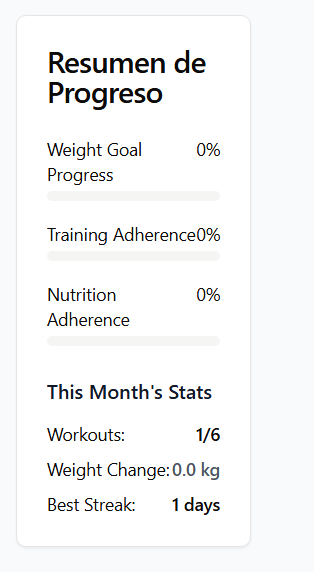 Resumen de
Progreso
Weight Goal
Progress
0%
Training Adherence0%
Nutrition
Adherence
0%
This Month's Stats
Workouts: 1/6
Weight Change: 0.0 kg
Best Streak: 1 days